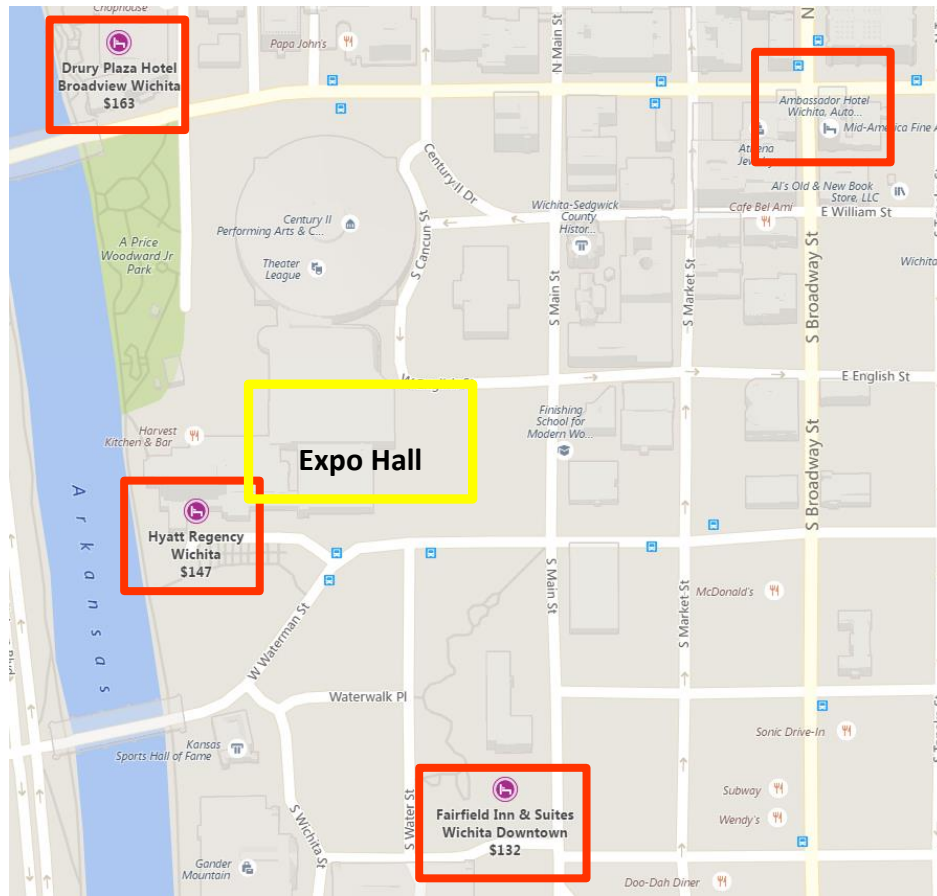 Chophouse
Papa John's
Drury Plaza Hotel
Broadview Wichita
$163
N Main St
N
Ambassador Hotel
Wichita, Auto...
Mid-America Fine A
Athena
Jewelry
Al's Old & New Book
Store, LLC
Century II Dr
Wichita-Sedgwick
County
Histor...
Cafe Bel Ami
E William St
Century II
Performing Arts & C...
Theater
League
A Price
Woodward Jr
Park
S Cancun St
S Main St
S Market St
S Broadway St
Wichita
E English St
Harvest
Kitchen & Bar
Expo Hall
Finishing
School for
Modern Wo...
S Broadway St
Arkansas
Hyatt Regency
Wichita
$147
W Waterman St
S Main St
S Market St
McDonald's
Waterwalk Pl
Kansas
Sports Hall of Fame
Sonic Drive-In
S Wichita St
S Water St
Fairfield Inn & Suites
Wichita Downtown
$132
Subway
Wendy's
Gander
Mountain
Doo-Dah Diner